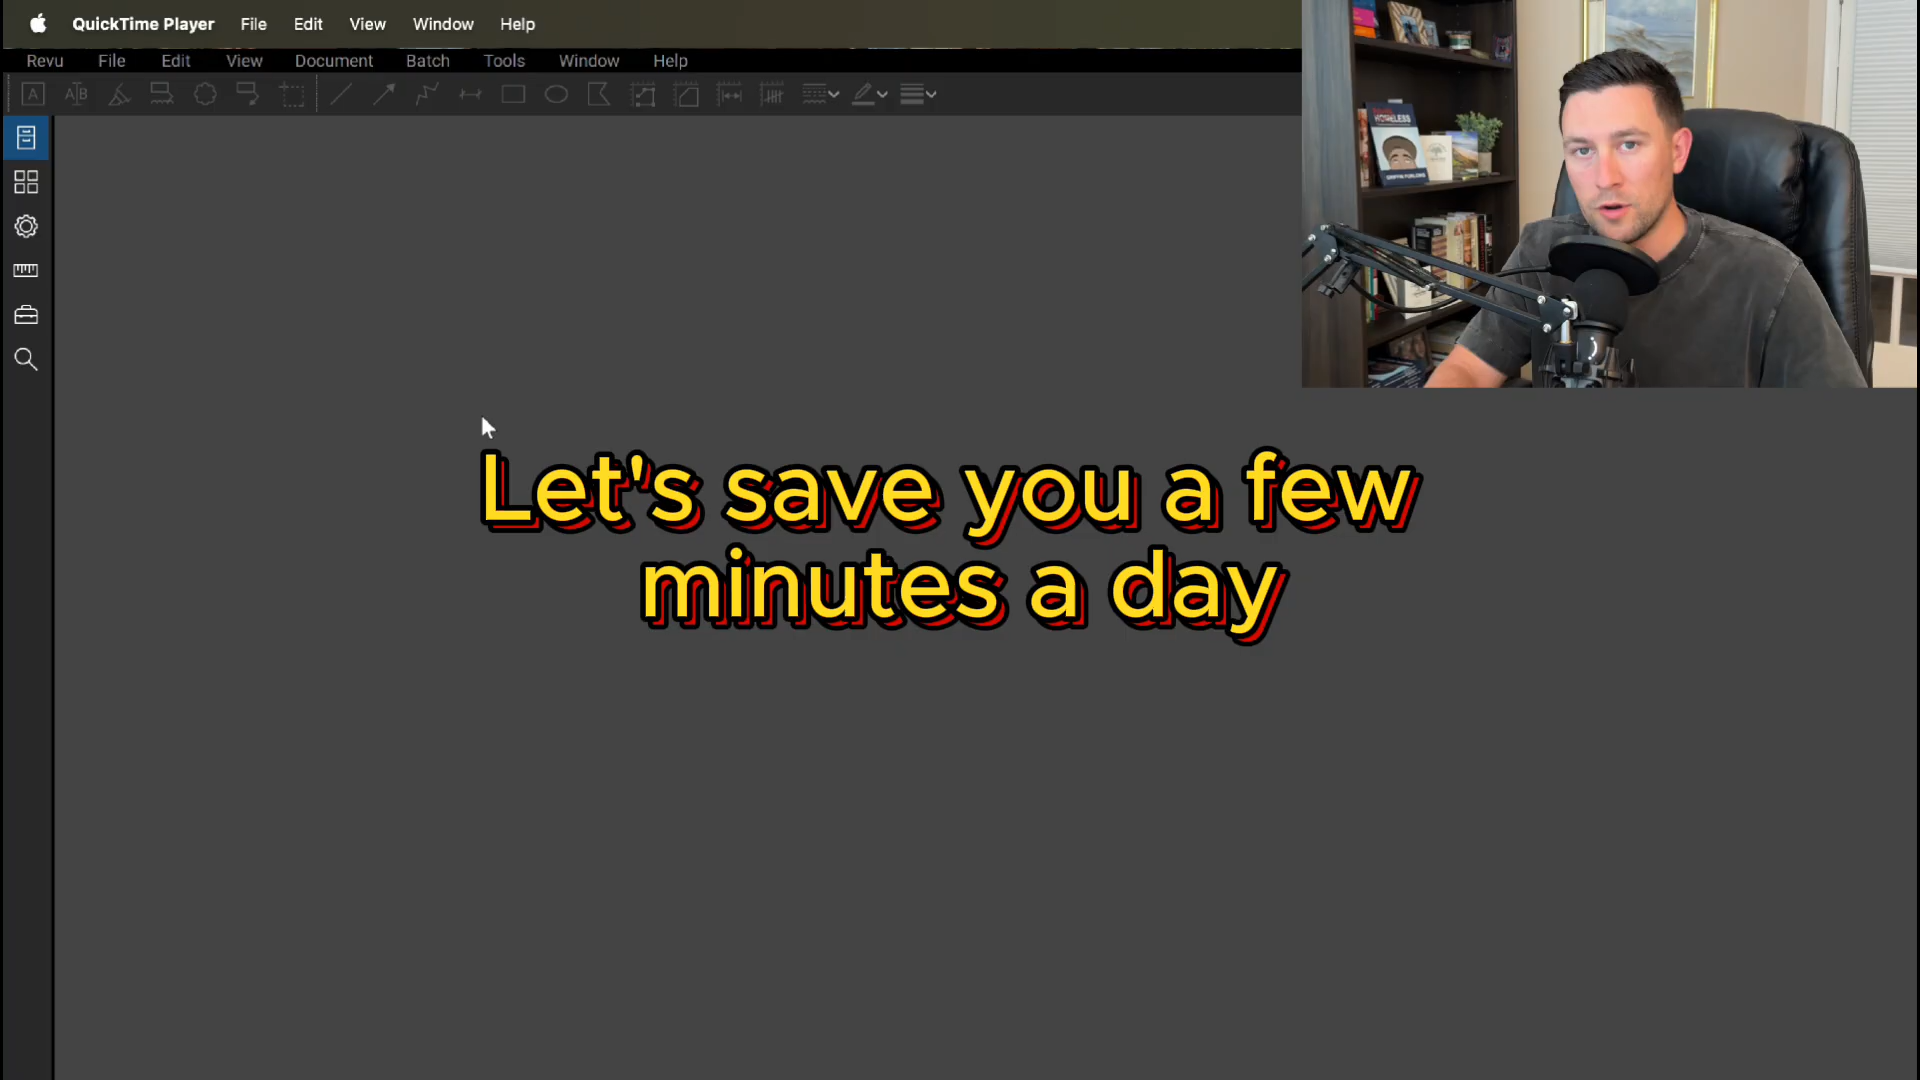 QuickTime Player File Edit View Window Help
Revu File Edit View Document Batch Tools Window Help
HOMELESS
Let's save you a few
minutes a day